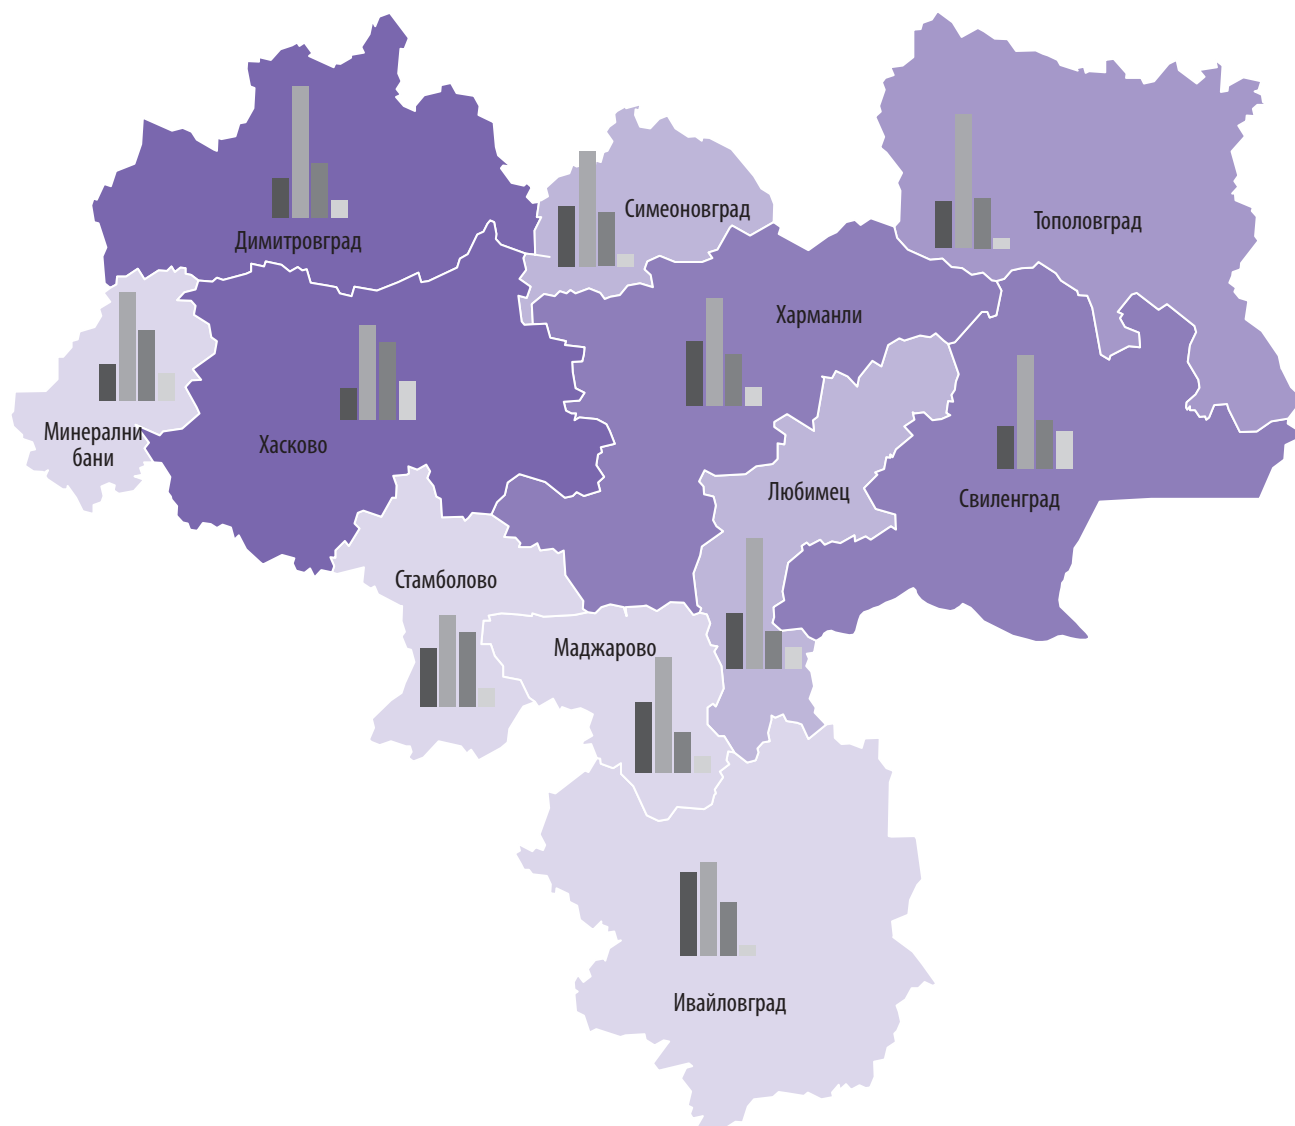 Симеоновград
Тополовград
Димитровград
Харманли
Минерални
бани
Хасково
Любимец
Свиленград
Стамболово
Маджарово
Ивайловград